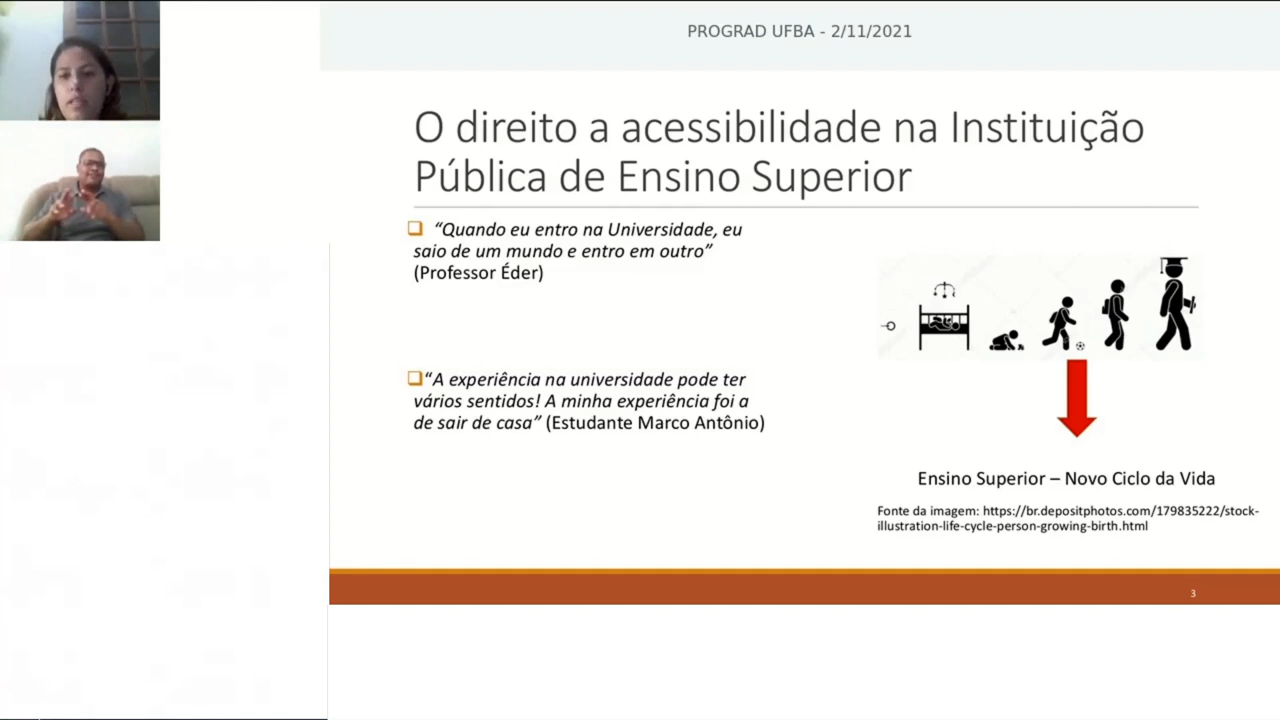 PROGRAD UFBA - 2/11/2021
O direito a acessibilidade na Instituição
Pública de Ensino Superior
“Quando eu entro na Universidade, eu
saio de um mundo e entro em outro”
(Professor Éder)
“A experiência na universidade pode ter
vários sentidos! A minha experiência foi a
de sair de casa” (Estudante Marco Antônio)
Ensino Superior – Novo Ciclo da Vida
Fonte da imagem: https://br.depositphotos.com/179835222/stock-
illustration-life-cycle-person-growing-birth.html
3